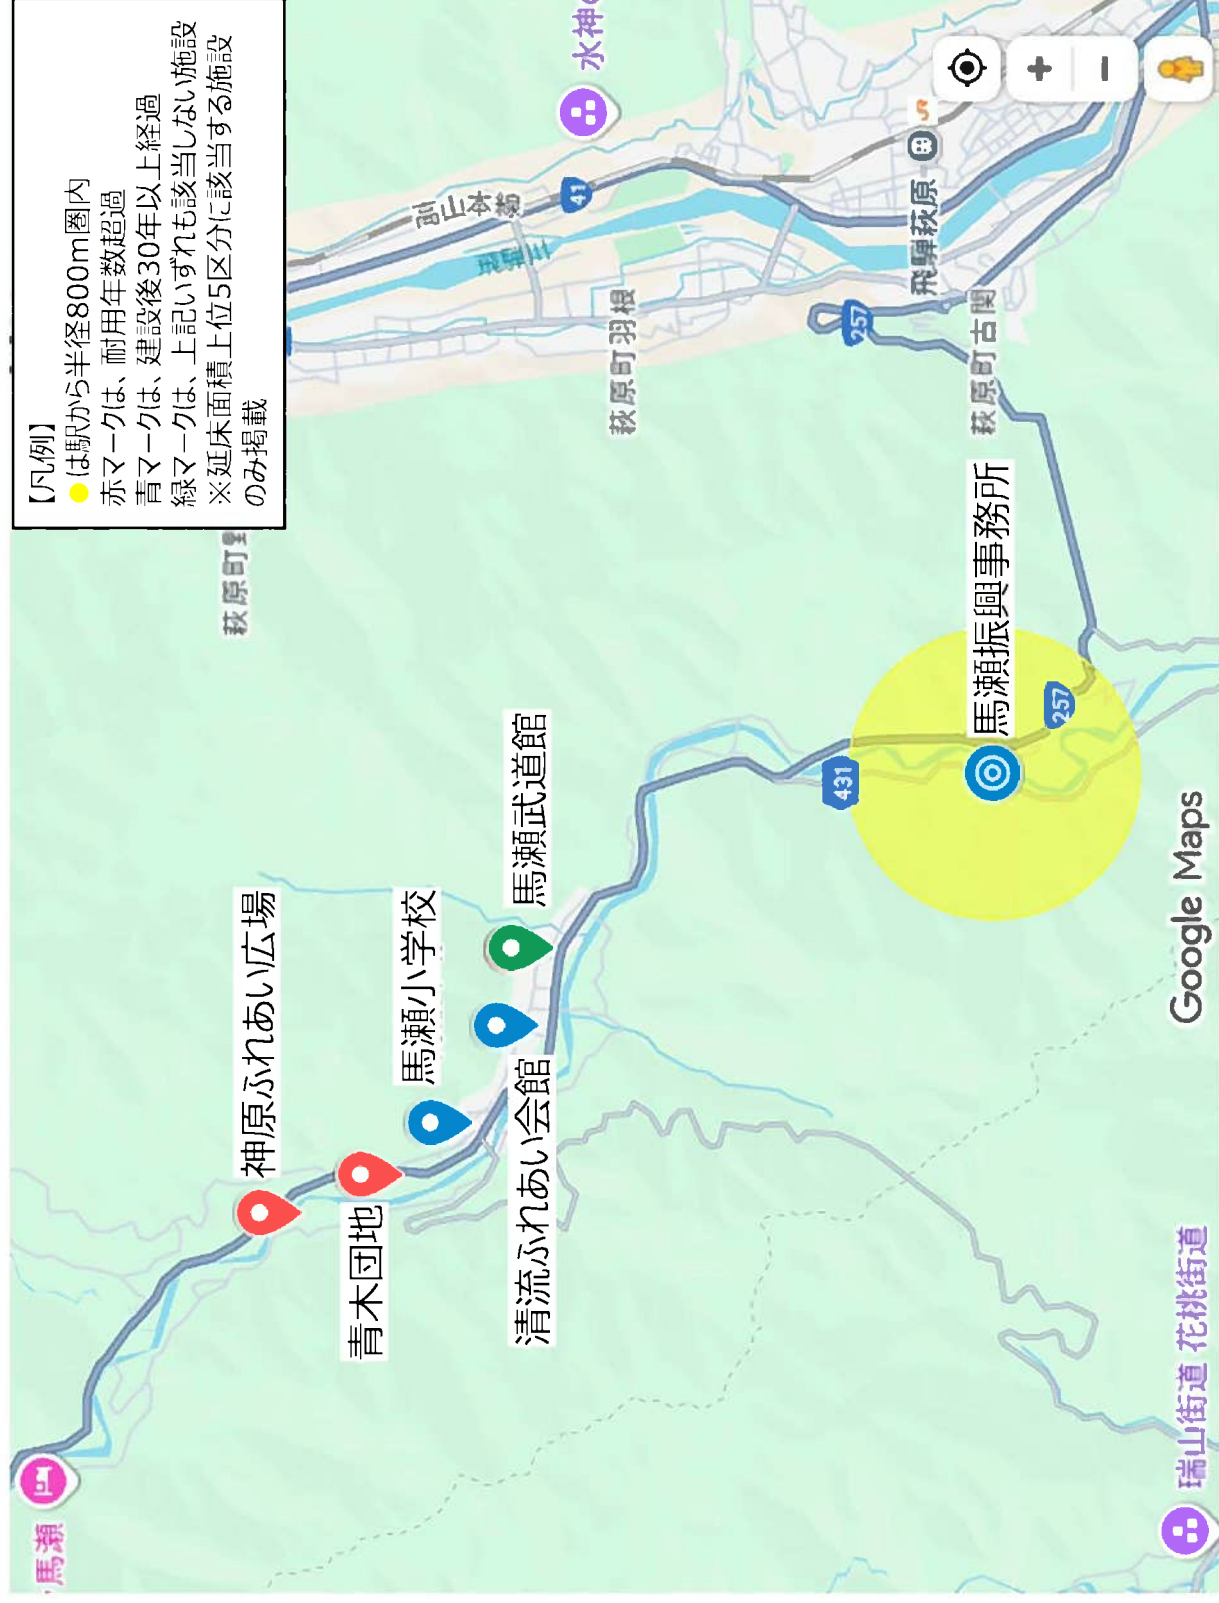 【凡例】
●は駅から半径800m圏内
赤マークは、耐用年数超過
青マークは、建設後30年以上経過
緑マークは、上記いずれも該当しない施設
※延床面積上位5区分に該当する施設
のみ掲載
神原ふれあい広場
青木団地
馬瀬小学校
清流ふれあい会館
馬瀬武道館
馬瀬振興事務所
萩原町羽根
萩原町古関
飛騨萩原
高山本線
水神
萩原町
41
257
257
431
馬瀬
瑞山街道 花桃街道
Google Maps